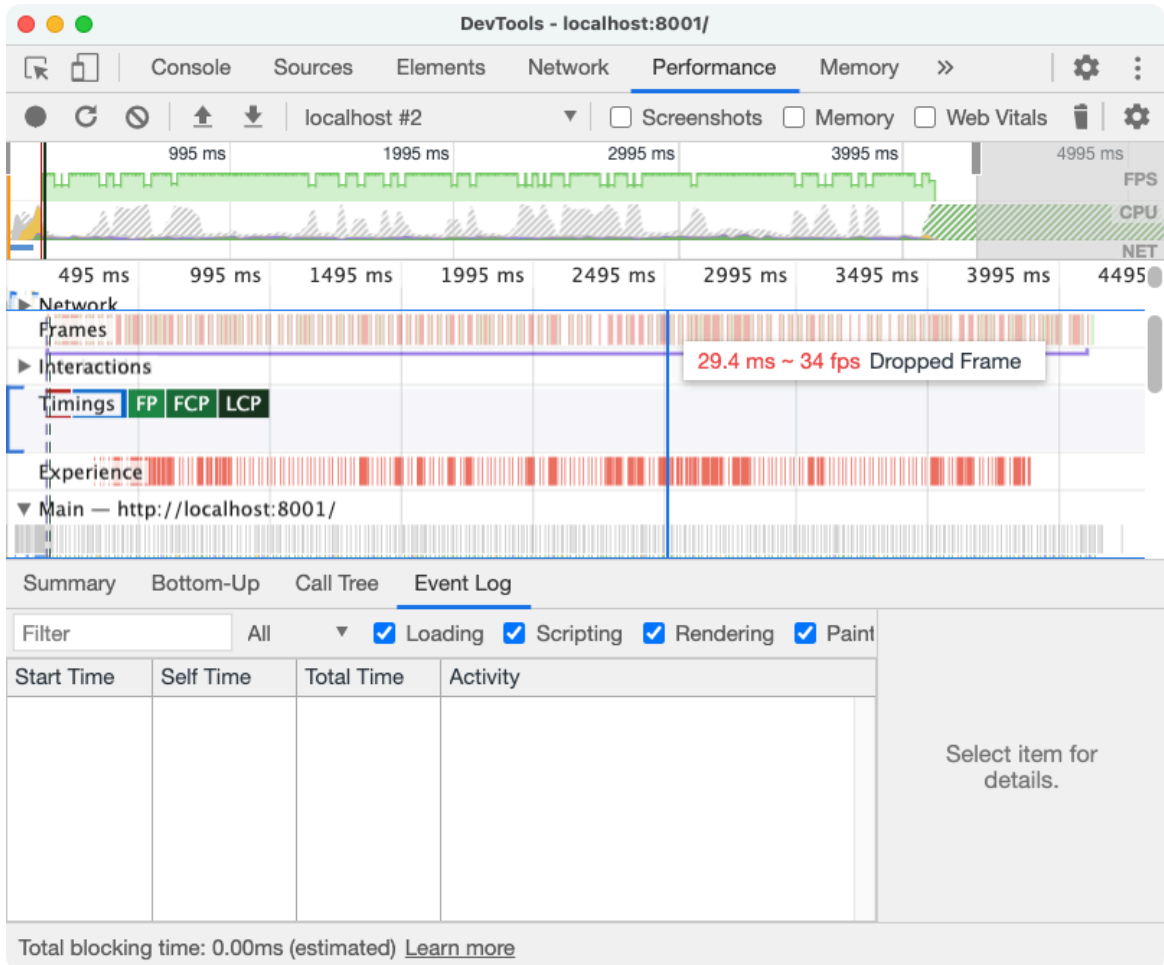 DevTools - localhost:8001/
Console Sources Elements Network Performance Memory »
localhost #2 ▼ Screenshots Memory Web Vitals
995 ms 1995 ms 2995 ms 3995 ms 4995 ms
FPS
CPU
NET
495 ms 995 ms 1495 ms 1995 ms 2495 ms 2995 ms 3495 ms 3995 ms 4495
▶ Network
Frames
29.4 ms ~ 34 fps Dropped Frame
▶ Interactions
Timings FP FCP LCP
Experience
▼ Main — http://localhost:8001/
Summary Bottom-Up Call Tree Event Log
Filter All ▼ Loading Scripting Rendering Paint
Start Time Self Time Total Time Activity
Select item for
details.
Total blocking time: 0.00ms (estimated) Learn more